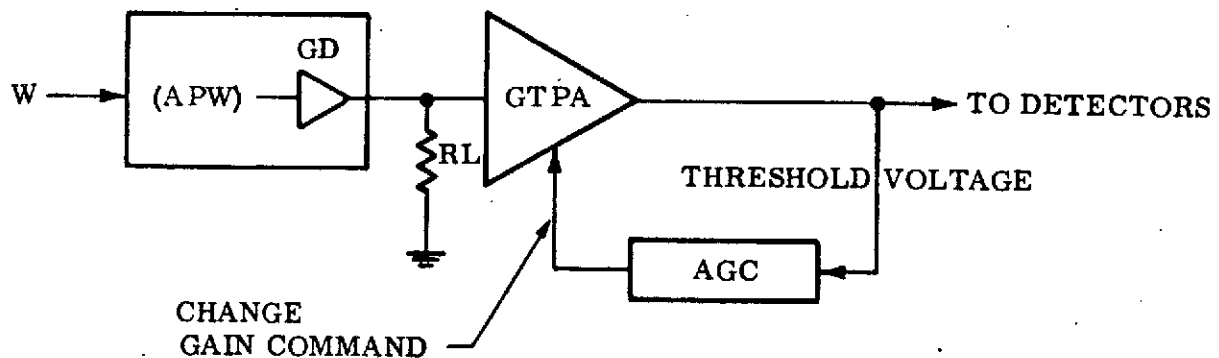 GD
W
(APW)
GTPA
TO DETECTORS
RL
THRESHOLD VOLTAGE
AGC
CHANGE
GAIN COMMAND